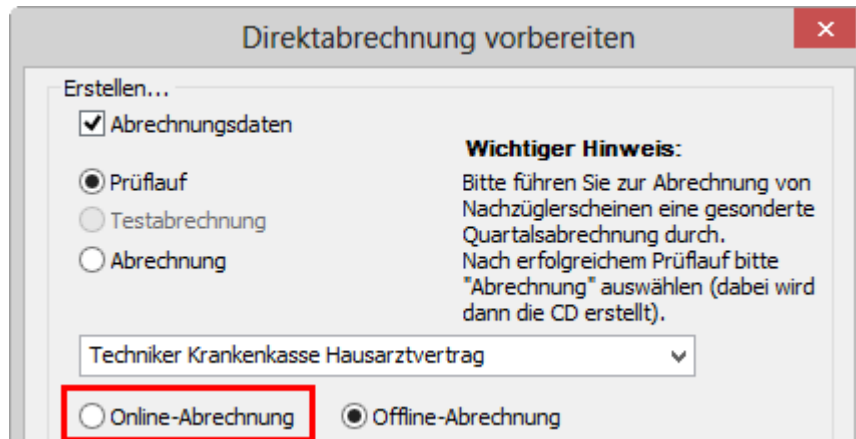 Direktabrechnung vorbereiten
Erstellen...
Abrechnungsdaten
Prüflauf
Testabrechnung
Abrechnung
Wichtiger Hinweis:
Bitte führen Sie zur Abrechnung von
Nachzüglerscheinen eine gesonderte
Quartalsabrechnung durch.
Nach erfolgreichem Prüflauf bitte
"Abrechnung" auswählen (dabei wird
dann die CD erstellt).
Techniker Krankenkasse Hausarztvertrag
Online-Abrechnung Offline-Abrechnung